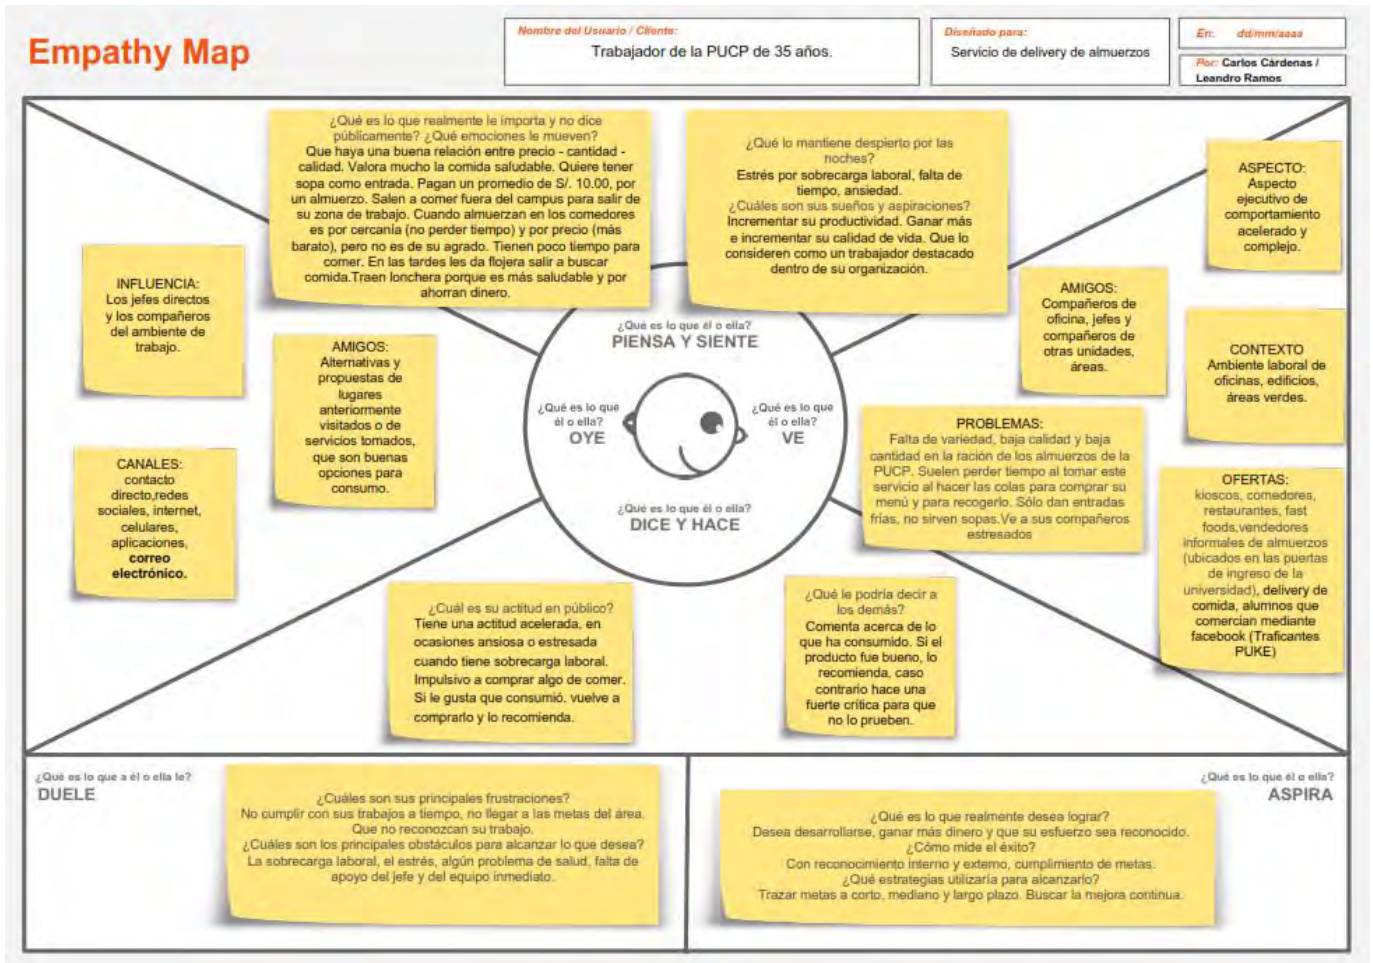 Empathy Map
Nombre del Usuario / Cliente:
Trabajador de la PUCP de 35 años.
Diseñado para:
Servicio de delivery de almuerzos
En: dd/mm/aaaa
Por: Carlos Cárdenas /
Leandro Ramos
¿Qué es lo que realmente le importa y no dice
públicamente? ¿Qué emociones le mueven?
Que haya una buena relación entre precio - cantidad -
calidad. Valora mucho la comida saludable. Quiere tener
sopa como entrada. Pagan un promedio de S/. 10.00, por
un almuerzo. Salen a comer fuera del campus para salir de
su zona de trabajo. Cuando almuerzan en los comedores
es por cercanía (no perder tiempo) y por precio (más
barato), pero no es de su agrado. Tienen poco tiempo para
comer. En las tardes les da flojera salir a buscar
comida.Traen lonchera porque es más saludable y por
ahorran dinero.
¿Qué lo mantiene despierto por las
noches?
Estrés por sobrecarga laboral, falta de
tiempo, ansiedad.
¿Cuáles son sus sueños y aspiraciones?
Incrementar su productividad. Ganar más
e incrementar su calidad de vida. Que lo
consideren como un trabajador destacado
dentro de su organización.
ASPECTO:
Aspecto
ejecutivo de
comportamiento
acelerado y
complejo.
INFLUENCIA:
Los jefes directos
y los compañeros
del ambiente de
trabajo.
AMIGOS:
Alternativas y
propuestas de
lugares
anteriormente
visitados o de
servicios tomados,
que son buenas
opciones para
consumo.
CANALES:
contacto
directo,redes
sociales, internet,
celulares,
aplicaciones,
correo
electrónico.
¿Qué es lo que él o ella?
PIENSA Y SIENTE
¿Qué es lo que
él o ella?
OYE
¿Qué es lo que
él o ella?
VE
¿Qué es lo que él o ella?
DICE Y HACE
AMIGOS:
Compañeros de
oficina, jefes y
compañeros de
otras unidades,
áreas.
CONTEXTO
Ambiente laboral de
oficinas, edificios,
áreas verdes.
PROBLEMAS:
Falta de variedad, baja calidad y baja
cantidad en la ración de los almuerzos de la
PUCP. Suelen perder tiempo al tomar este
servicio al hacer las colas para comprar su
menú y para recogerlo. Sólo dan entradas
frias, no sirven sopas.Ve a sus compañeros
estresados
OFERTAS:
kioscos, comedores,
restaurantes, fast
foods,vendedores
informales de almuerzos
(ubicados en las puertas
de ingreso de la
universidad), delivery de
comida, alumnos que
comercian mediante
facebook (Traficantes
PUKE)
¿Cuál es su actitud en público?
Tiene una actitud acelerada, en
ocasiones ansiosa o estresada
cuando tiene sobrecarga laboral.
Impulsivo a comprar algo de comer.
Si le gusta que consumió. vuelve a
comprarlo y lo recomienda.
¿Qué le podría decir a
los demás?
Comenta acerca de lo
que ha consumido. Si el
producto fue bueno, lo
recomienda, caso
contrario hace una
fuerte crítica para que
no lo prueben.
¿Qué es lo que a él o ella le?
DUELE
¿Cuáles son sus principales frustraciones?
No cumplir con sus trabajos a tiempo, no llegar a las metas del área.
Que no reconozcan su trabajo.
¿Cuáles son los principales obstáculos para alcanzar lo que desea?
La sobrecarga laboral, el estrés, algún problema de salud, falta de
apoyo del jefe y del equipo inmediato.
¿Qué es lo que él o ella?
ASPIRA
¿Qué es lo que realmente desea lograr?
Desea desarrollarse, ganar más dinero y que su esfuerzo sea reconocido.
¿Cómo mide el éxito?
Con reconocimiento interno y externo, cumplimiento de metas.
¿Qué estrategias utilizaría para alcanzarlo?
Trazar metas a corto, mediano y largo plazo. Buscar la mejora continua.